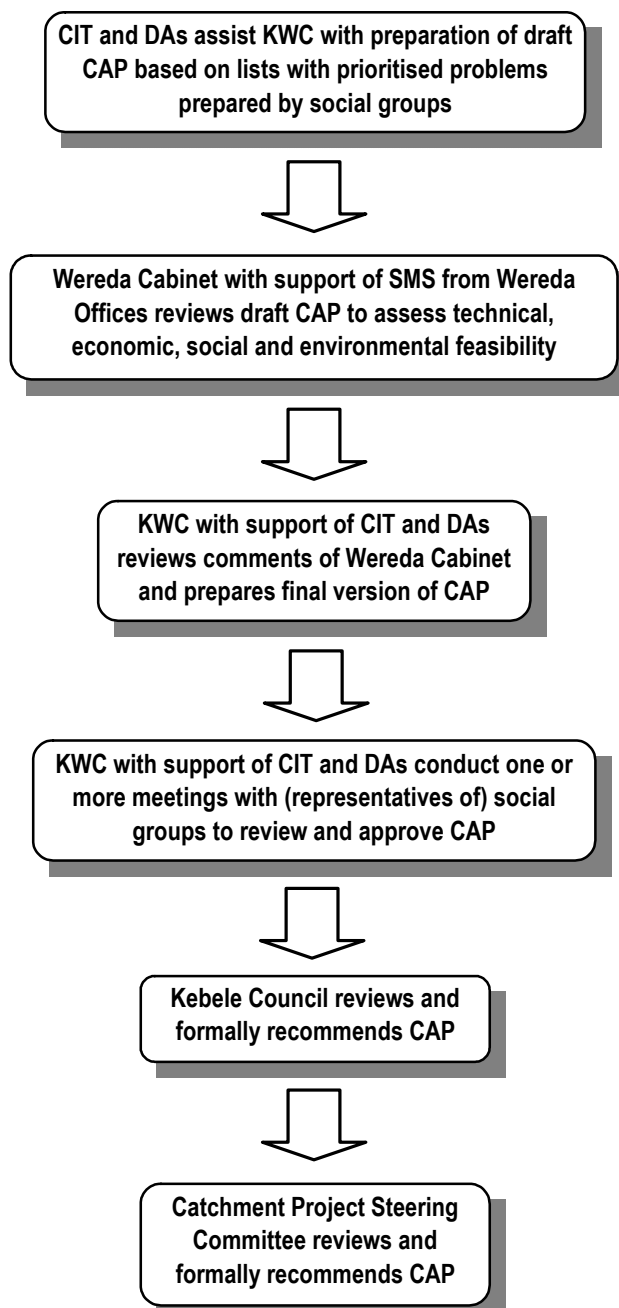 CIT and DAs assist KWC with preparation of draft
CAP based on lists with prioritised problems
prepared by social groups
Wereda Cabinet with support of SMS from Wereda
Offices reviews draft CAP to assess technical,
economic, social and environmental feasibility
KWC with support of CIT and DAs
reviews comments of Wereda Cabinet
and prepares final version of CAP
KWC with support of CIT and DAs conduct one or
more meetings with (representatives of) social
groups to review and approve CAP
Kebele Council reviews and
formally recommends CAP
Catchment Project Steering
Committee reviews and
formally recommends CAP